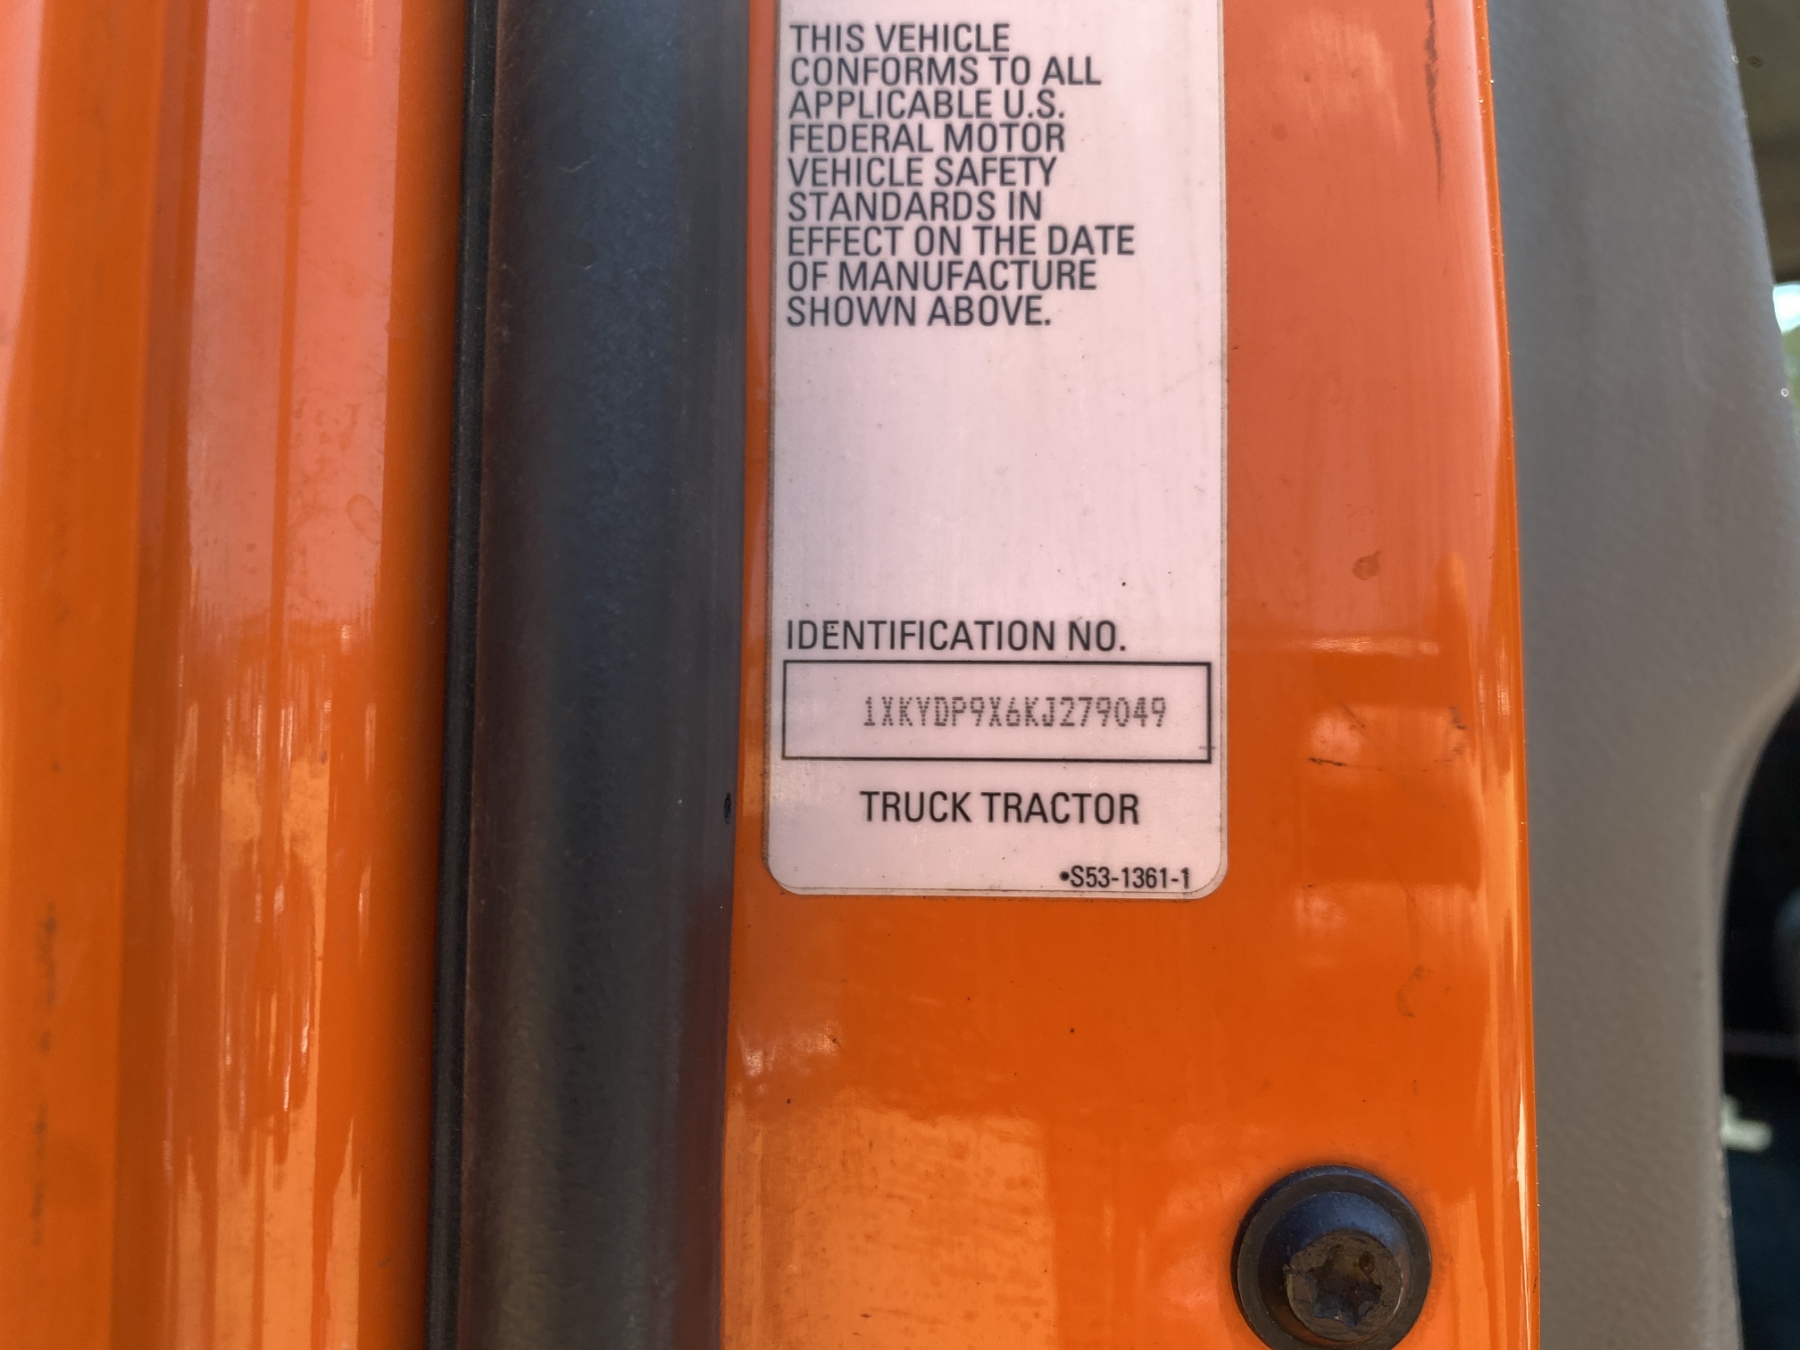 THIS VEHICLE
CONFORMS TO ALL
APPLICABLE U.S.
FEDERAL MOTOR
VEHICLE SAFETY
STANDARDS IN
EFFECT ON THE DATE
OF MANUFACTURE
SHOWN ABOVE.
IDENTIFICATION NO.
1XKYDP9X6KJ279049
TRUCK TRACTOR
•S53-1361-1